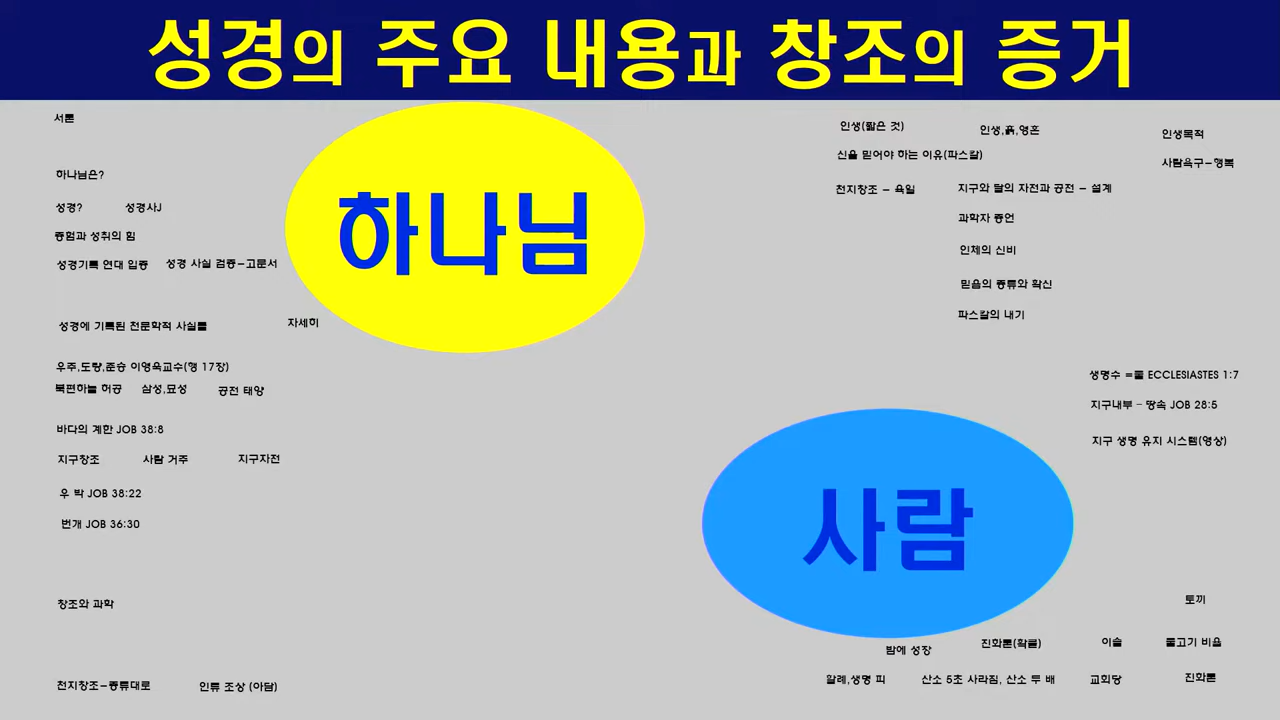 성경의 주요 내용과 창조의 증거
서론
하나님은?
성경? 성경사J
증험과 성취의 힘
성경기록 연대 입증 성경 사실 검증-고문서
성경에 기록된 천문학적 사실들 자세히
우주,도량,준승 이영욱교수(행 17장)
북편하늘 허공 삼성,묘성 공전 태양
바다의 계한 JOB 38:8
지구창조 사람 거주 지구자전
우 박 JOB 38:22
번개 JOB 36:30
창조와 과학
천지창조-종류대로 인류 조상 (아담)
하나님
인생(짧은 것) 인생,흙,영혼 인생목적
신을 믿어야 하는 이유(파스칼) 사람욕구-행복
천지창조 - 욕일 지구와 달의 자전과 공전 - 설계
과학자 증언
인체의 신비
믿음의 종류와 확신
파스칼의 내기
생명수 =물 ECCLESIASTES 1:7
지구내부 - 땅속 JOB 28:5
지구 생명 유지 시스템(영상)
사람
토끼
밤에 성장 진화론(확률) 이슬 물고기 비율
할례,생명 피 산소 5초 사라짐, 산소 두 배 교회당 진화론